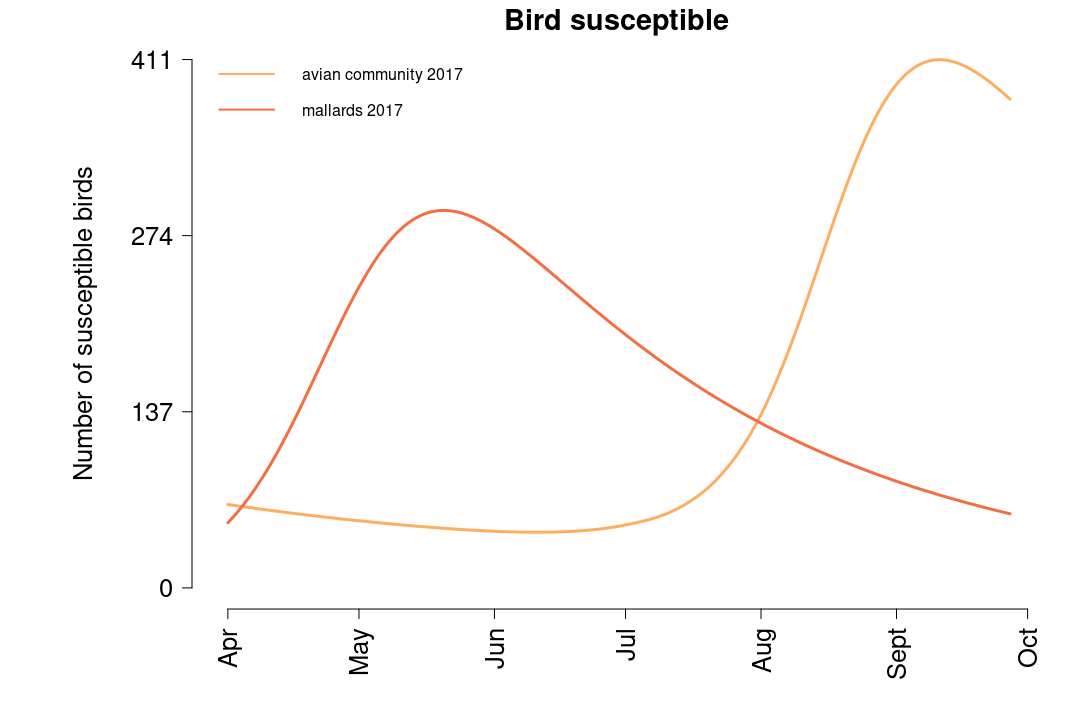 Bird susceptible
avian community 2017
mallards 2017
Number of susceptible birds
411
274
137
0
Apr
May
Jun
Jul
Aug
Sept
Oct